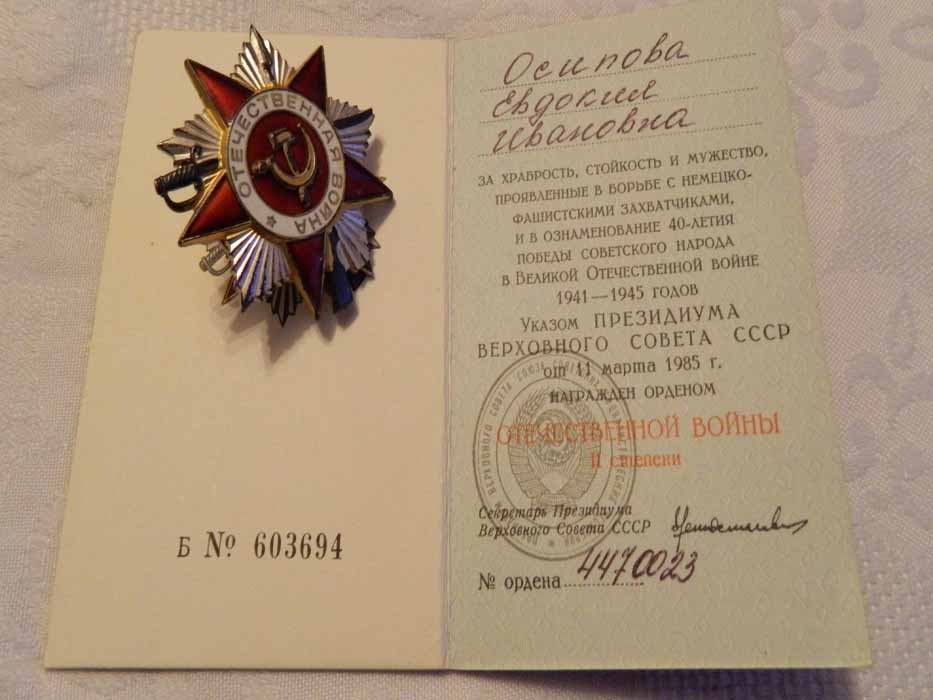 ОТЕЧЕСТВЕННАЯ ВОЙНА
Б № 603694
Осипова
Евдокия
Ивановна
ЗА ХРАБРОСТЬ, СТОЙКОСТЬ И МУЖЕСТВО,
ПРОЯВЛЕННЫЕ В БОРЬБЕ С НЕМЕЦКО-
ФАШИСТСКИМИ ЗАХВАТЧИКАМИ,
И В ОЗНАМЕНОВАНИЕ 40-ЛЕТИЯ
ПОБЕДЫ СОВЕТСКОГО НАРОДА
В ВЕЛИКОЙ ОТЕЧЕСТВЕННОЙ ВОЙНЕ
1941—1945 ГОДОВ
УКАЗОМ ПРЕЗИДИУМА
ВЕРХОВНОГО СОВЕТА СССР
от 11 марта 1985 г.
НАГРАЖДЕН ОРДЕНОМ
ОТЕЧЕСТВЕННОЙ ВОЙНЫ
II степени
Секретарь Президиума
Верховного Совета СССР
№ ордена 4470023